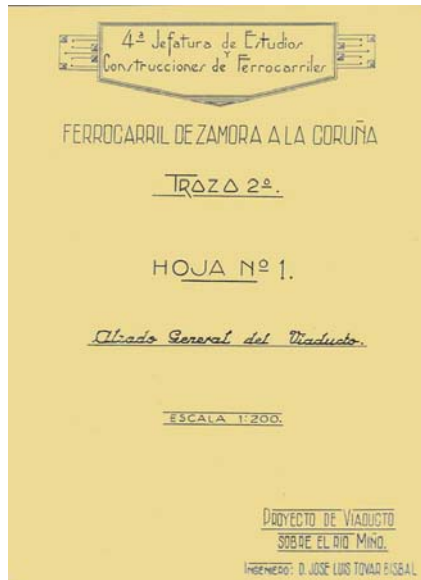 4ª Jefatura de Estudios
y
Construcciones de Ferrocarriles
FERROCARRIL DE ZAMORA A LA CORUÑA
TROZO 2º.
HOJA Nº 1.
Alzado General del Viaducto.
ESCALA 1:200.
PROYECTO DE VIADUCTO
SOBRE EL RIO MIÑO.
INGENIERO: D. JOSE LUIS TOVAR BISBAL